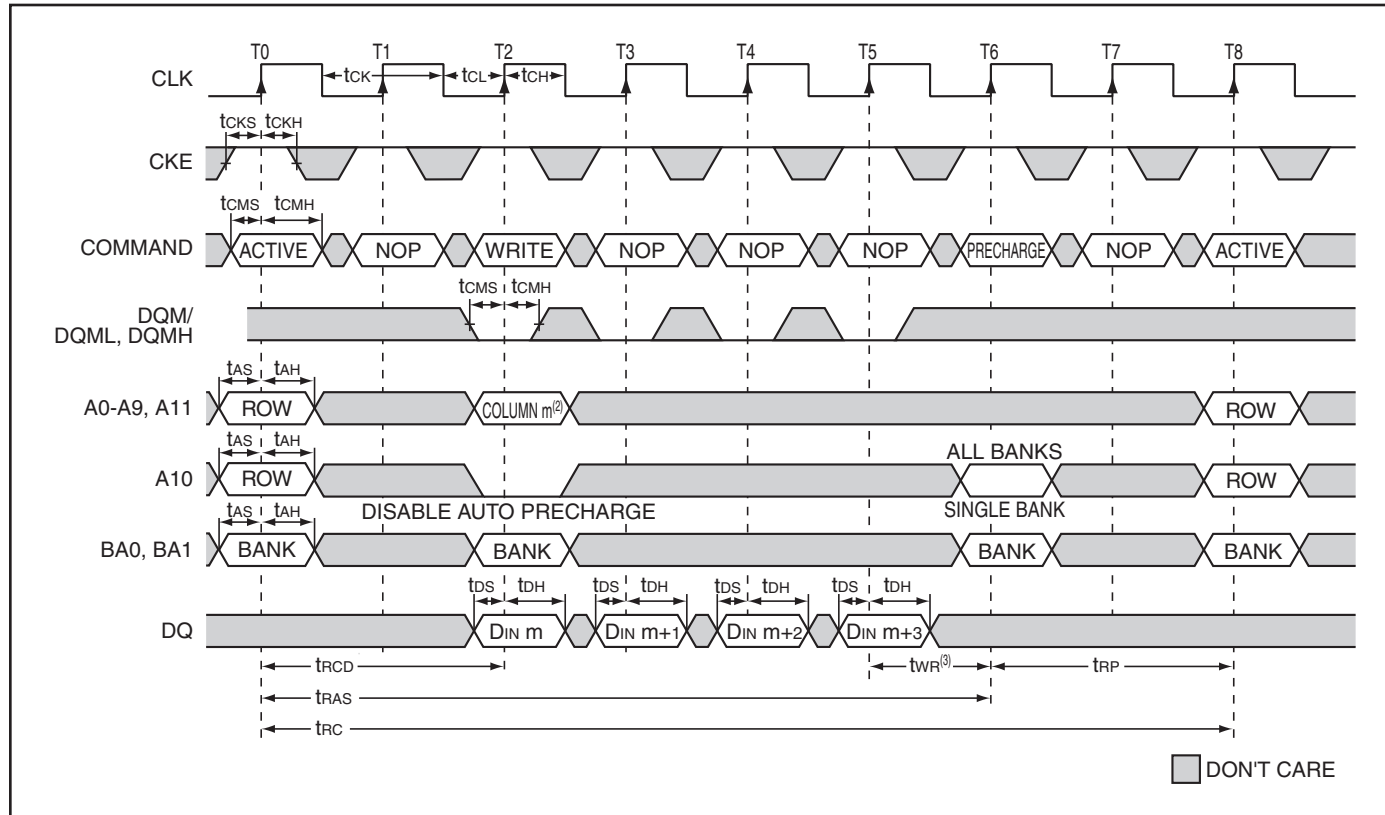 T0 T1 T2 T3 T4 T5 T6 T7 T8
CLK tCK tCL tCH
tCKS tCKH
CKE
tCMS tCMH
COMMAND ACTIVE NOP WRITE NOP NOP NOP PRECHARGE NOP ACTIVE
tCMS tCMH
DQM/
DQML, DQMH
tAS tAH
A0-A9, A11 ROW COLUMN m(2) ROW
tAS tAH ALL BANKS
A10 ROW ROW
tAS tAH DISABLE AUTO PRECHARGE SINGLE BANK
BA0, BA1 BANK BANK BANK BANK
tDS tDH tDS tDH tDS tDH tDS tDH
DQ DIN m DIN m+1 DIN m+2 DIN m+3
tRCD tWR(3) tRP
tRAS
tRC
DON'T CARE